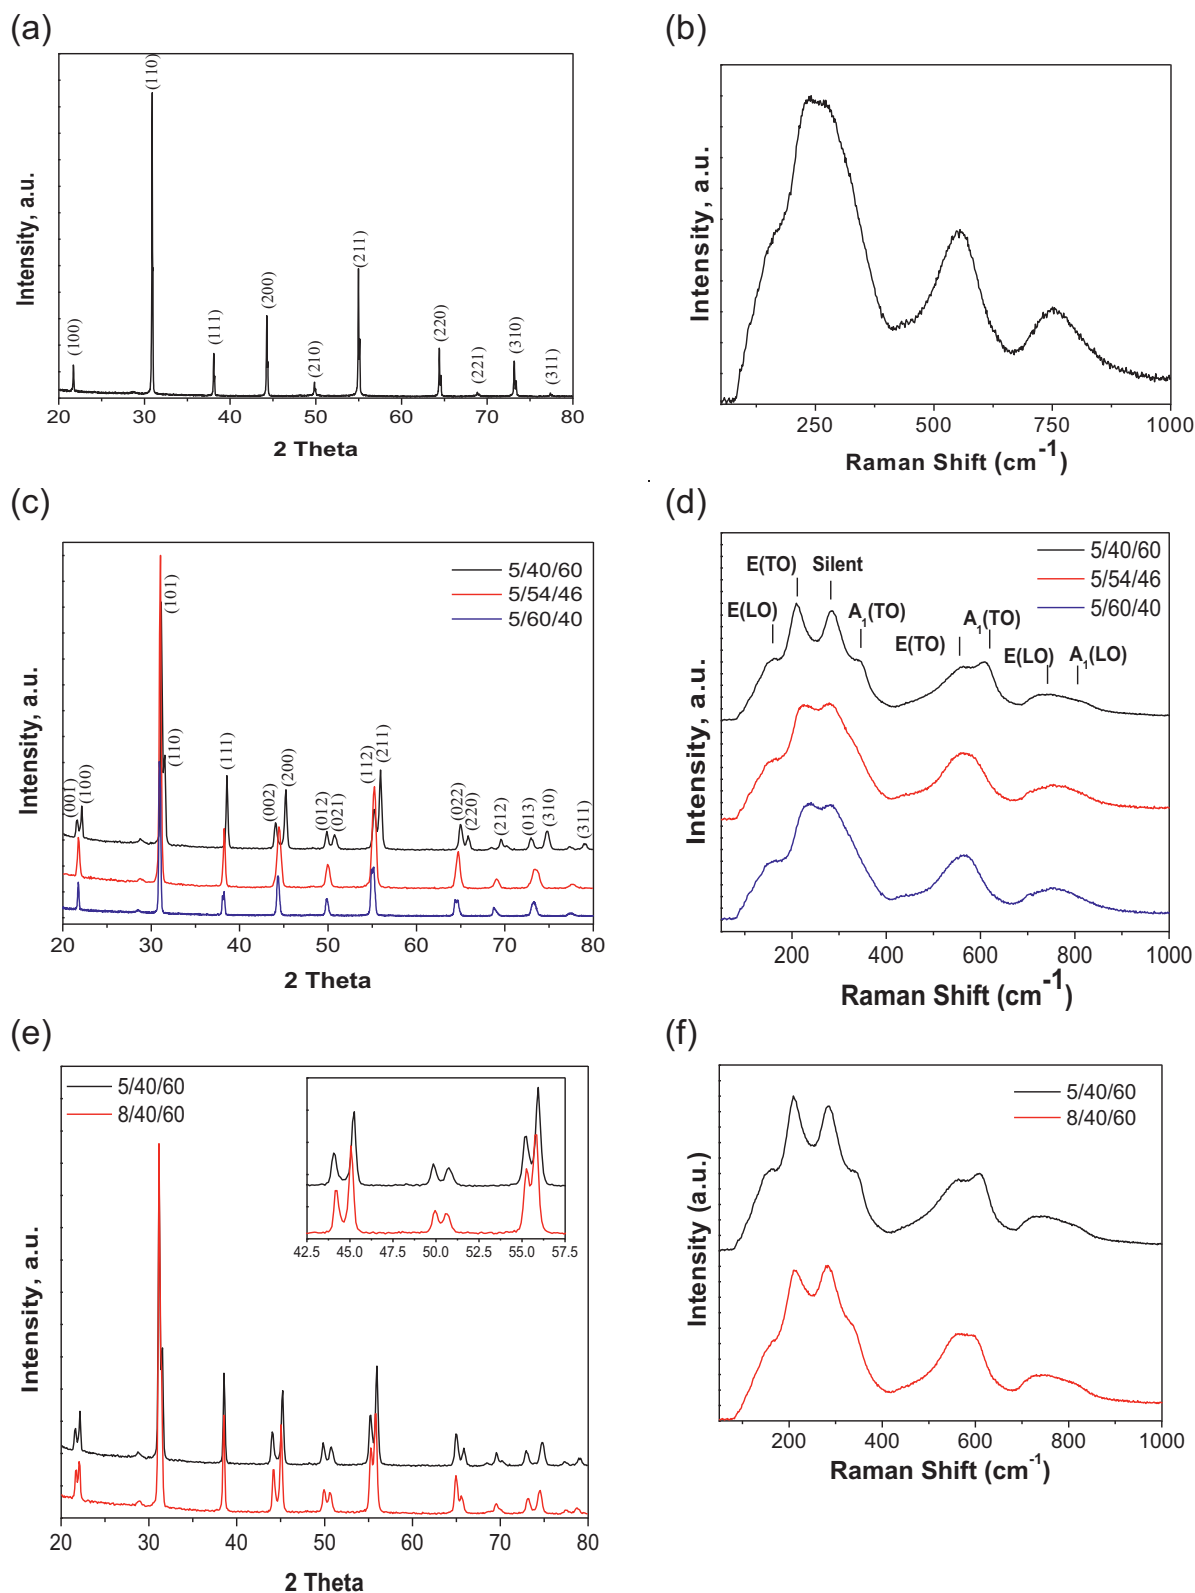 (a)
(110)
(211)
(200)
(111)
(220)
(310)
(100)
(210)
(221)
(311)
Intensity, a.u.
20 30 40 50 60 70 80
2 Theta
(b)
Intensity, a.u.
250 500 750 1000
Raman Shift (cm-1)
(c)
5/40/60
5/54/46
5/60/40
(101)
(110)
(001)
(100)
(111)
(002)
(200)
(012)
(021)
(112)
(211)
(022)
(220)
(212)
(013)
(310)
(311)
Intensity, a.u.
20 30 40 50 60 70 80
2 Theta
(d)
5/40/60
5/54/46
5/60/40
E(TO) Silent
E(LO) A1(TO)
E(TO) A1(TO)
E(LO) A1(LO)
Intensity, a.u.
200 400 600 800 1000
Raman Shift (cm-1)
(e)
5/40/60
8/40/60
42.5 45.0 47.5 50.0 52.5 55.0 57.5
Intensity, a.u.
20 30 40 50 60 70 80
2 Theta
(f)
5/40/60
8/40/60
Intensity (a.u.)
200 400 600 800 1000
Raman Shift (cm-1)